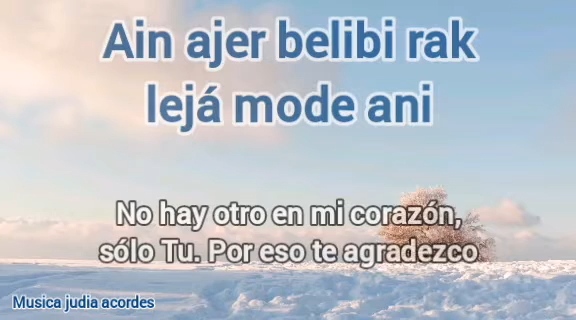 Ain ajer belibi rak
lejá mode ani
No hay otro en mi corazón,
sólo Tu. Por eso te agradezco
Musica judia acordes